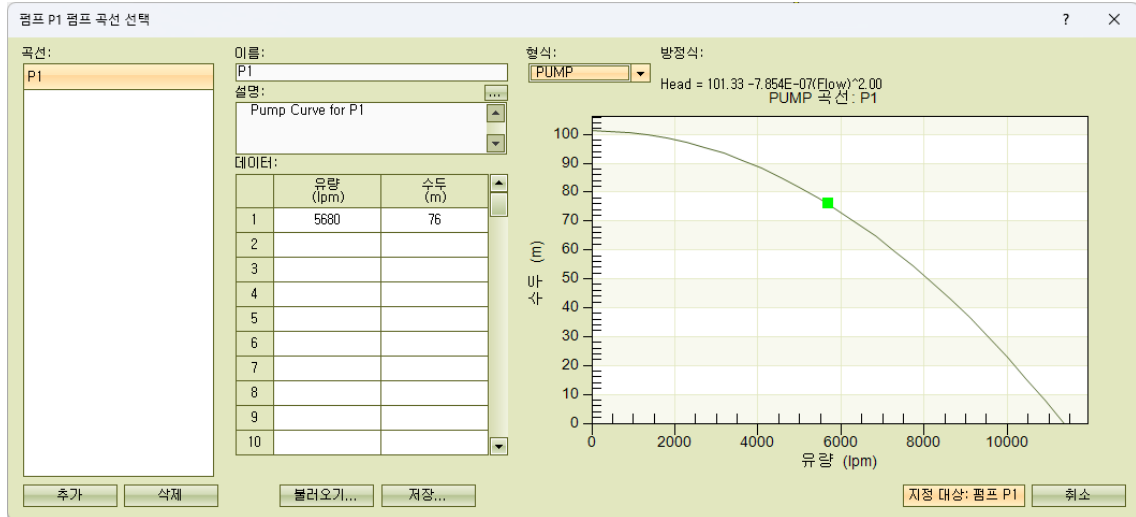 펌프 P1 펌프 곡선 선택
?
×
곡선:
P1
이름:
P1
설명:
...
Pump Curve for P1
데이터:
유량
(lpm)
수두
(m)
1 5680 76
2
3
4
5
6
7
8
9
10
추가
삭제
불러오기...
저장...
형식:
PUMP
방정식:
Head = 101.33 -7.854E-07(Flow)^2.00
PUMP 곡선: P1
100
90
80
70
60
50
40
30
20
10
0
수두 (m)
0 2000 4000 6000 8000 10000
유량 (lpm)
지정 대상: 펌프 P1
취소